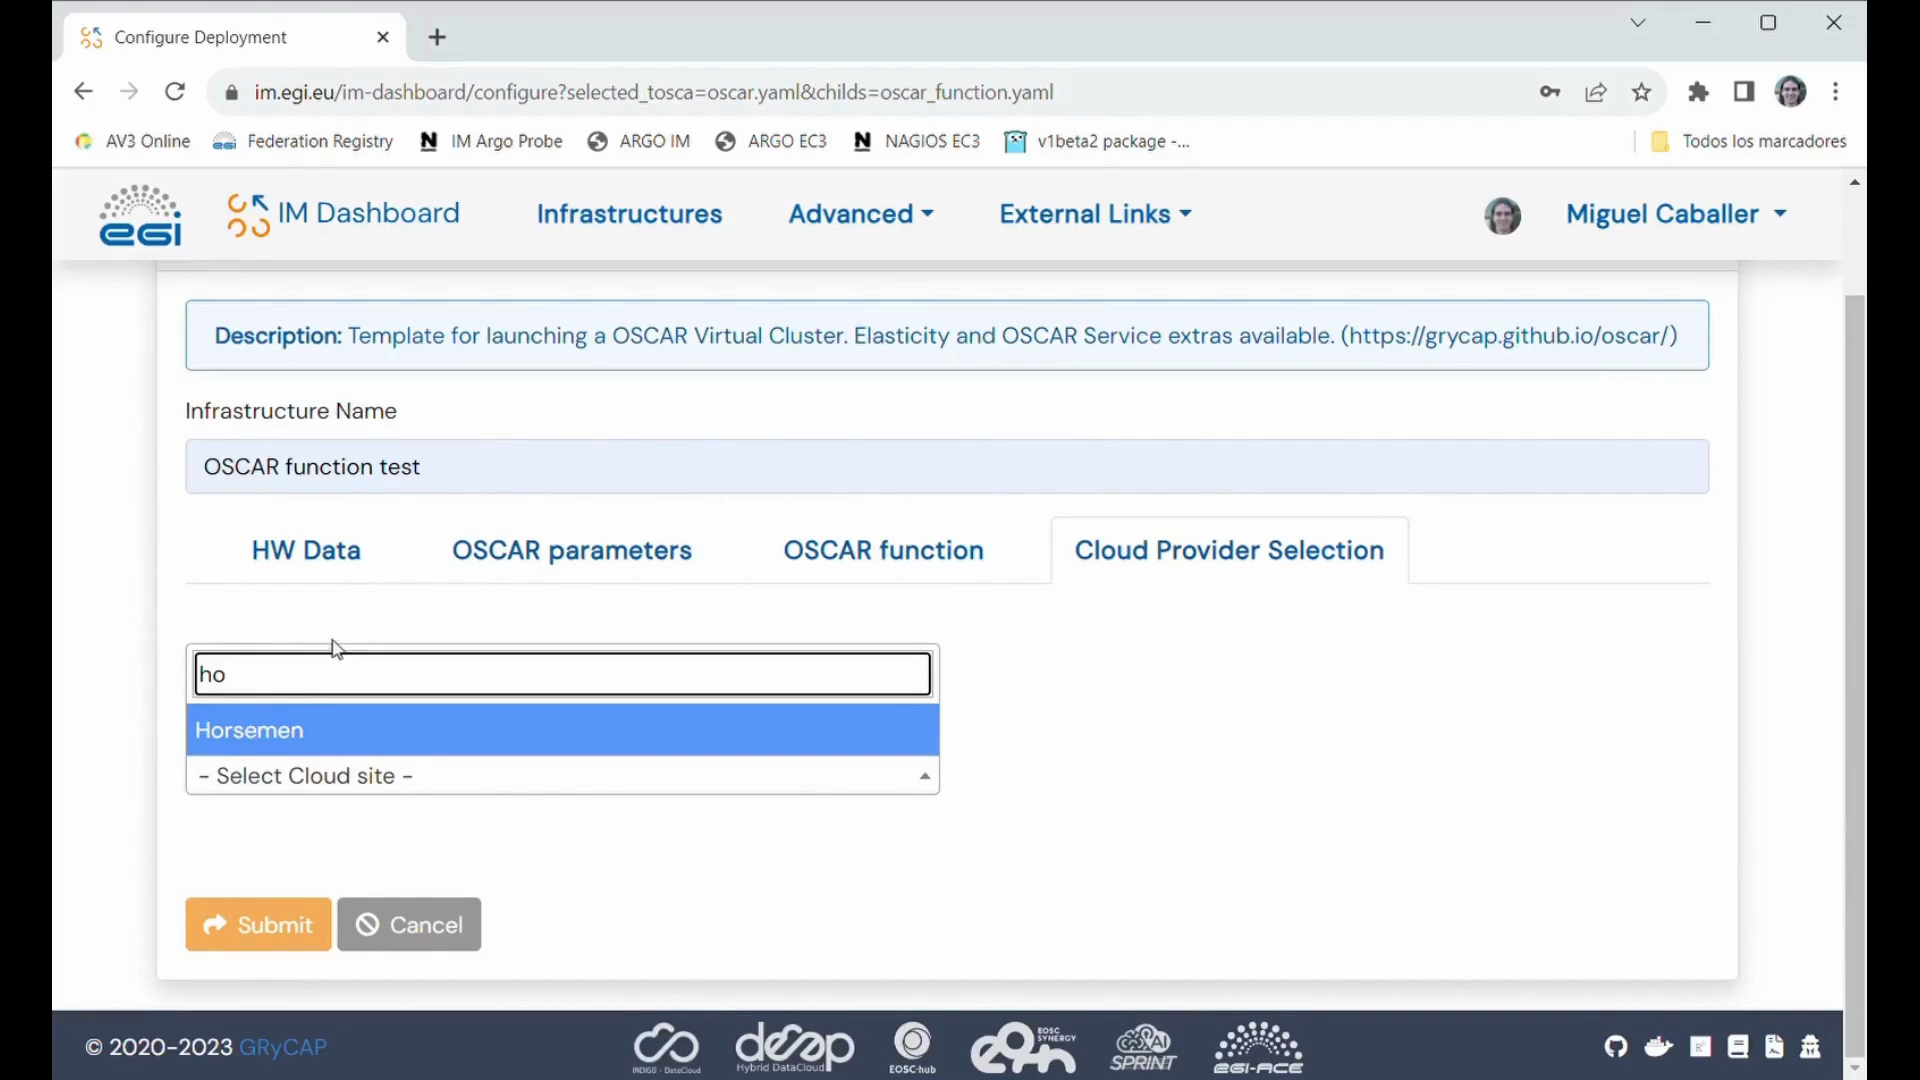 Configure Deployment
im.egi.eu/im-dashboard/configure?selected_tosca=oscar.yaml&childs=oscar_function.yaml
AV3 Online Federation Registry IM Argo Probe ARGO IM ARGO EC3 NAGIOS EC3 v1beta2 package -... Todos los marcadores
egi IM Dashboard Infrastructures Advanced External Links Miguel Caballer
Description: Template for launching a OSCAR Virtual Cluster. Elasticity and OSCAR Service extras available. (https://grycap.github.io/oscar/)
Infrastructure Name
OSCAR function test
HW Data OSCAR parameters OSCAR function Cloud Provider Selection
ho
Horsemen
- Select Cloud site -
Submit Cancel
© 2020-2023 GRyCAP
INDIGO - DataCloud
deep Hybrid DataCloud
EOSC-hub
EOSC SYNERGY
AI SPRINT
EGI-ACE